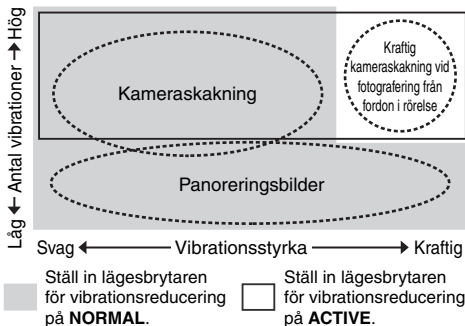 Låg ← Antal vibrationer → Hög
Kameraskakning
Kraftig
kameraskakning vid
fotografering från
fordon i rörelse
Panoreringsbilder
Svag ← Vibrationsstyrka → Kraftig
Ställ in lägesbrytaren
för vibrationsreducering
på NORMAL.
Ställ in lägesbrytaren
för vibrationsreducering
på ACTIVE.